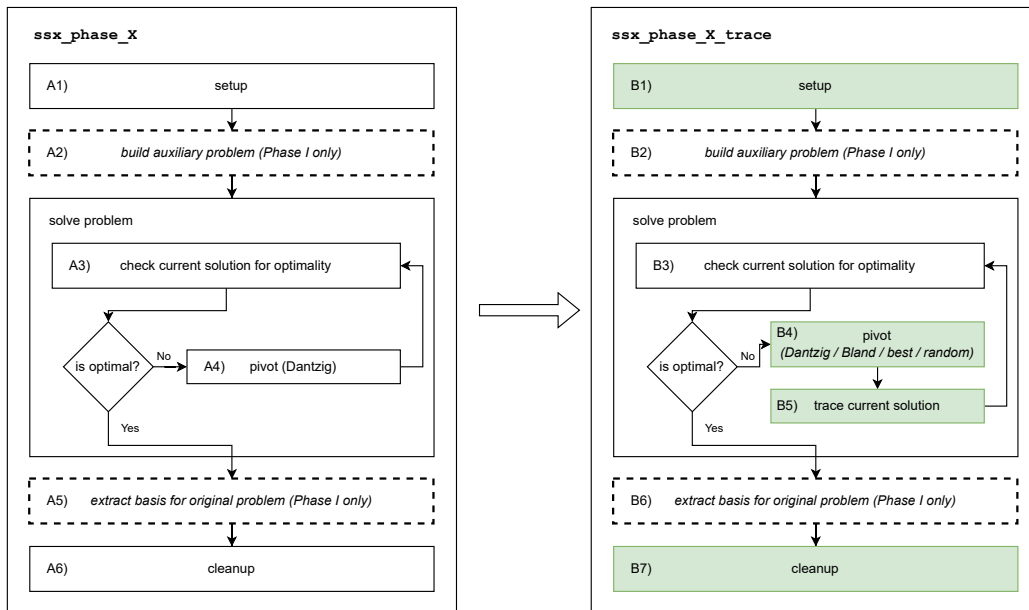 ssx_phase_X
A1) setup
A2) build auxiliary problem (Phase I only)
solve problem
A3) check current solution for optimality
is optimal?
No
A4) pivot (Dantzig)
Yes
A5) extract basis for original problem (Phase I only)
A6) cleanup
ssx_phase_X_trace
B1) setup
B2) build auxiliary problem (Phase I only)
solve problem
B3) check current solution for optimality
is optimal?
No
B4) pivot
(Dantzig / Bland / best / random)
B5) trace current solution
Yes
B6) extract basis for original problem (Phase I only)
B7) cleanup